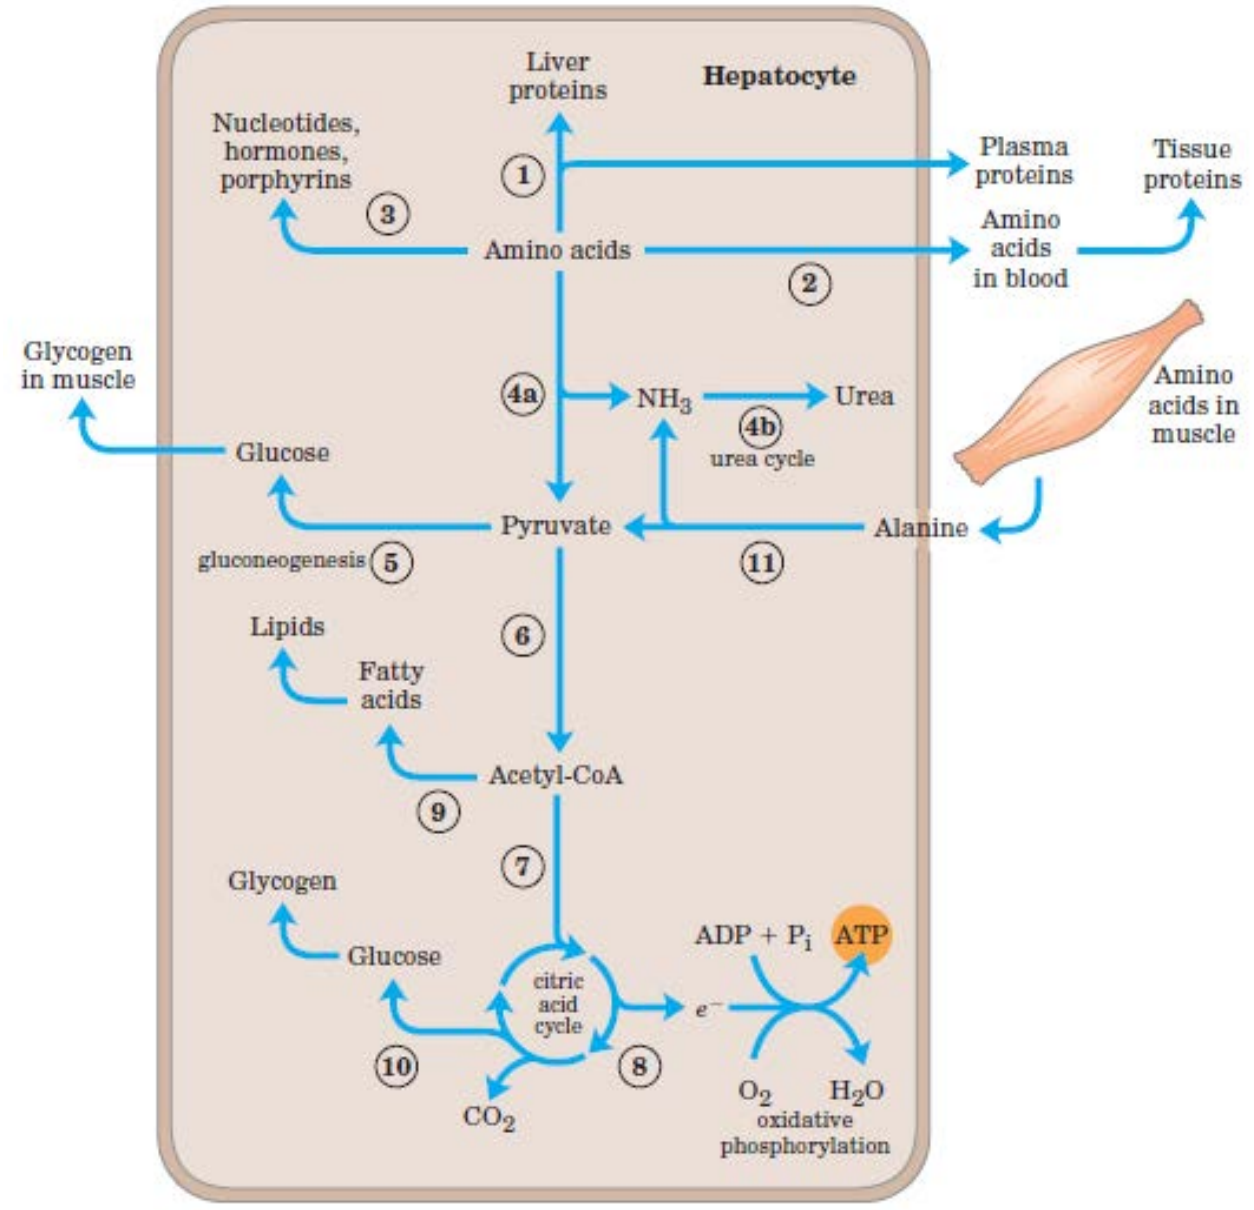 Liver
proteins
Hepatocyte
Nucleotides,
hormones,
porphyrins
1
Plasma
proteins
Tissue
proteins
3
Amino acids
Amino
acids
in blood
2
Glycogen
in muscle
4a
NH3
Urea
4b
urea cycle
Amino
acids in
muscle
Glucose
Pyruvate
Alanine
gluconeogenesis
5
11
Lipids
6
Fatty
acids
Acetyl-CoA
9
7
Glycogen
ADP + Pi
ATP
Glucose
citric
acid
cycle
e−
10
8
CO2
O2
H2O
oxidative
phosphorylation